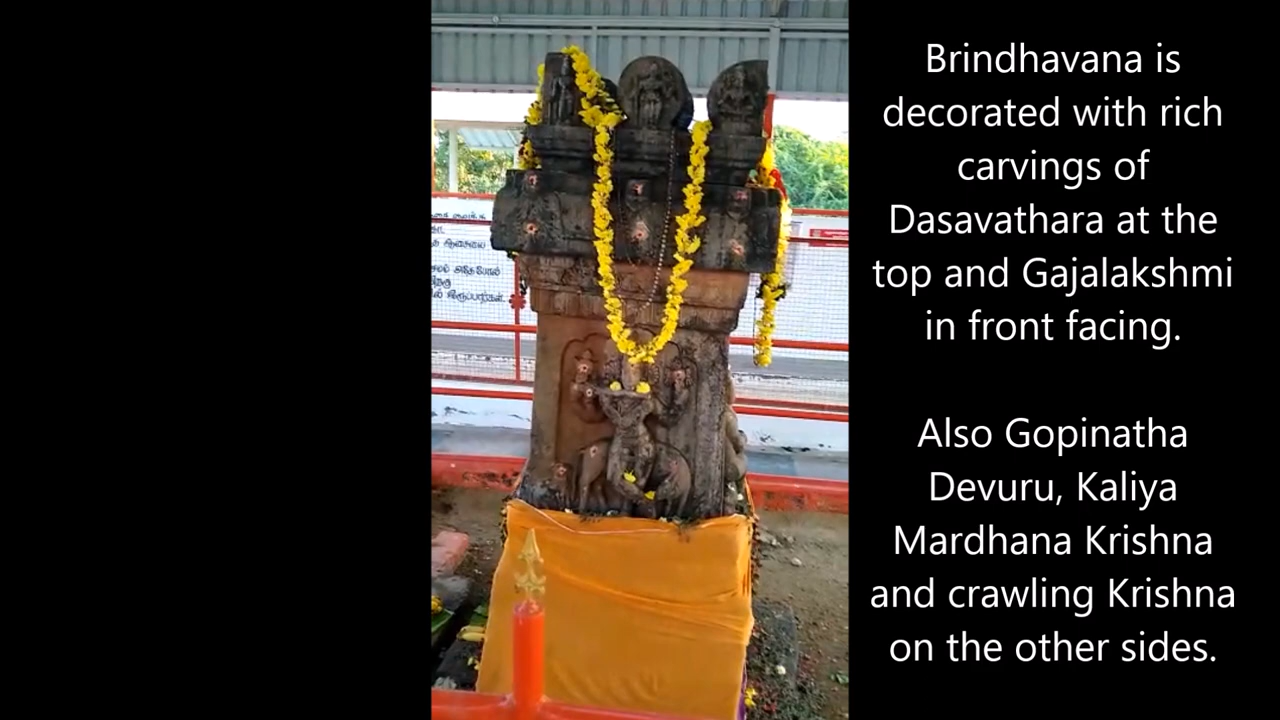 Brindhavana is
decorated with rich
carvings of
Dasavathara at the
top and Gajalakshmi
in front facing.
Also Gopinatha
Devuru, Kaliya
Mardhana Krishna
and crawling Krishna
on the other sides.